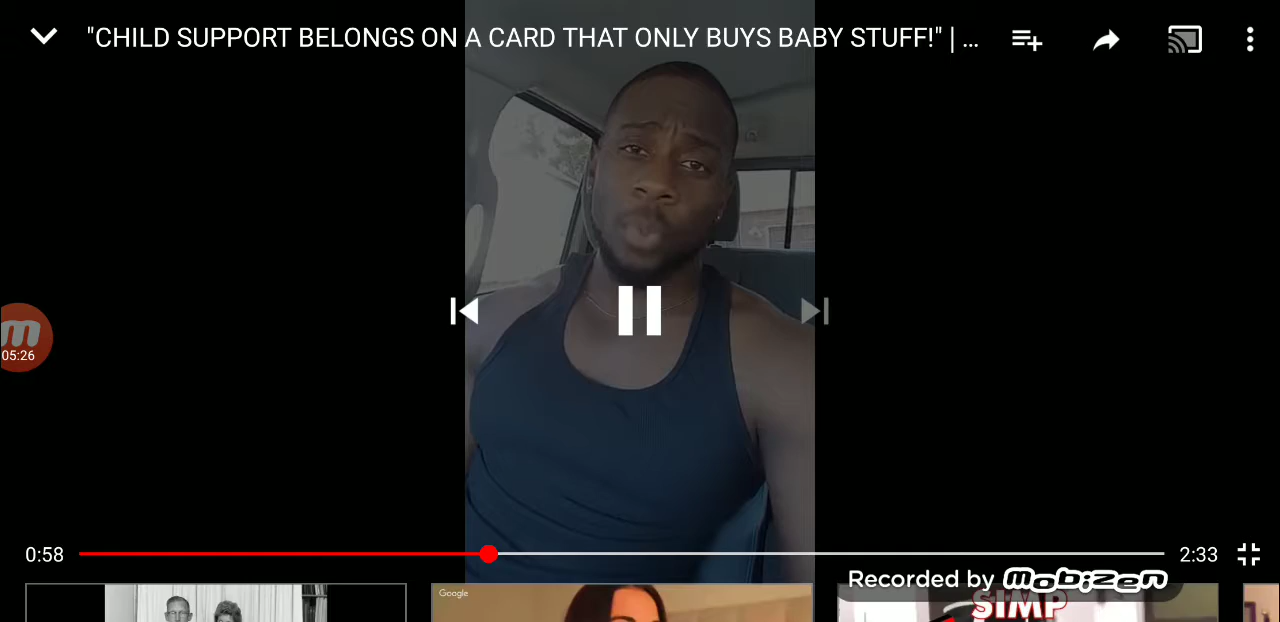 "CHILD SUPPORT BELONGS ON A CARD THAT ONLY BUYS BABY STUFF!" | ...
m
05:26
0:58
2:33
Recorded by mobizen
Google
SIMP